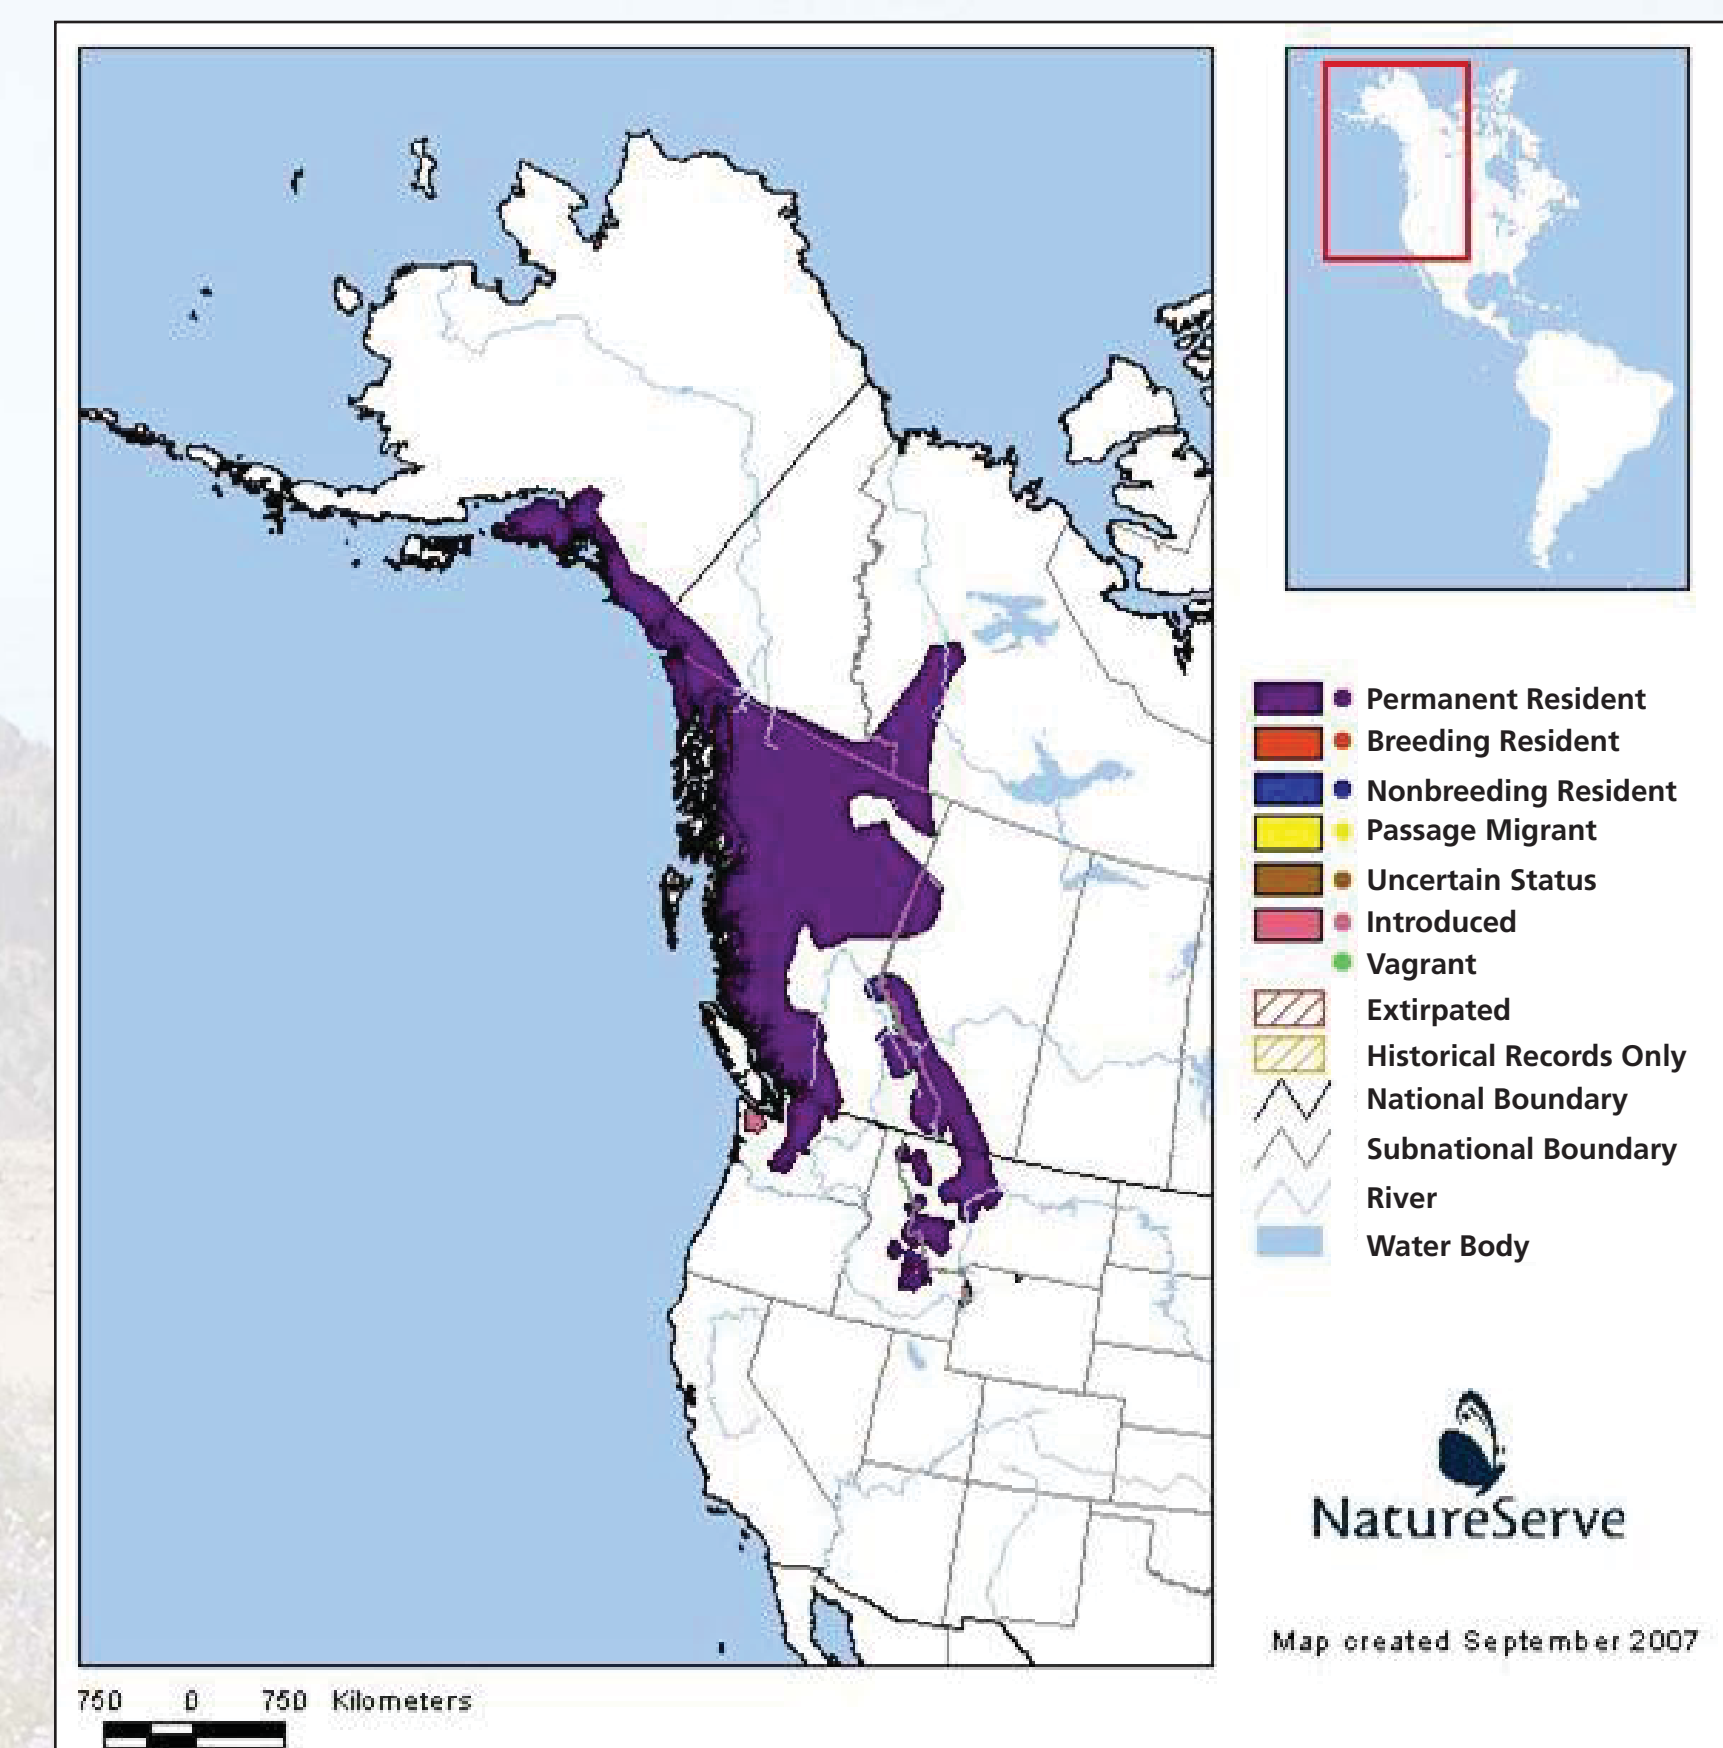 Permanent Resident
Breeding Resident
Nonbreeding Resident
Passage Migrant
Uncertain Status
Introduced
Vagrant
Extirpated
Historical Records Only
National Boundary
Subnational Boundary
River
Water Body
NatureServe
Map created September 2007
750 0 750 Kilometers